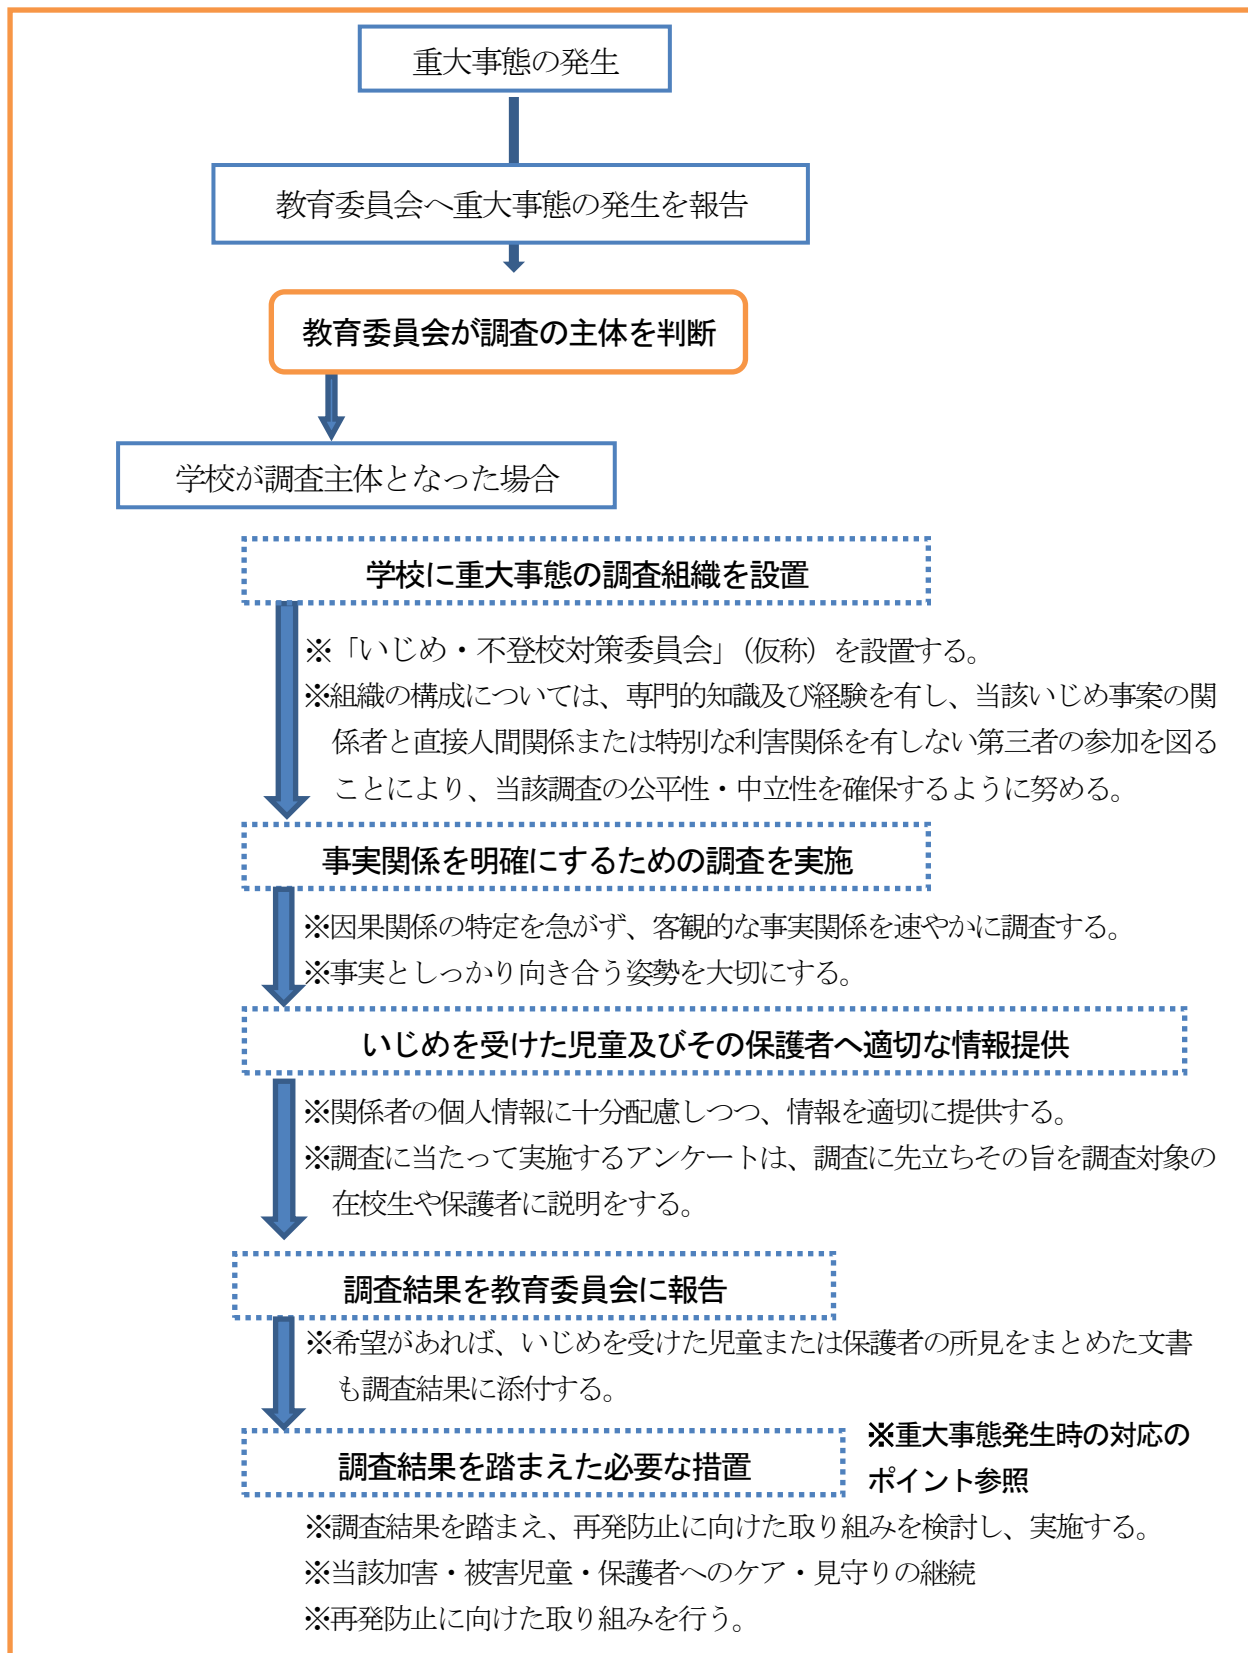 重大事態の発生
教育委員会へ重大事態の発生を報告
教育委員会が調査の主体を判断
学校が調査主体となった場合
学校に重大事態の調査組織を設置
※「いじめ・不登校対策委員会」（仮称）を設置する。
※組織の構成については、専門的知識及び経験を有し、当該いじめ事案の関
係者と直接人間関係または特別な利害関係を有しない第三者の参加を図る
ことにより、当該調査の公平性・中立性を確保するように努める。
事実関係を明確にするための調査を実施
※因果関係の特定を急がず、客観的な事実関係を速やかに調査する。
※事実としっかり向き合う姿勢を大切にする。
いじめを受けた児童及びその保護者へ適切な情報提供
※関係者の個人情報に十分配慮しつつ、情報を適切に提供する。
※調査に当たって実施するアンケートは、調査に先立ちその旨を調査対象の
在校生や保護者に説明をする。
調査結果を教育委員会に報告
※希望があれば、いじめを受けた児童または保護者の所見をまとめた文書
も調査結果に添付する。
調査結果を踏まえた必要な措置
※重大事態発生時の対応の
ポイント参照
※調査結果を踏まえ、再発防止に向けた取り組みを検討し、実施する。
※当該加害・被害児童・保護者へのケア・見守りの継続
※再発防止に向けた取り組みを行う。